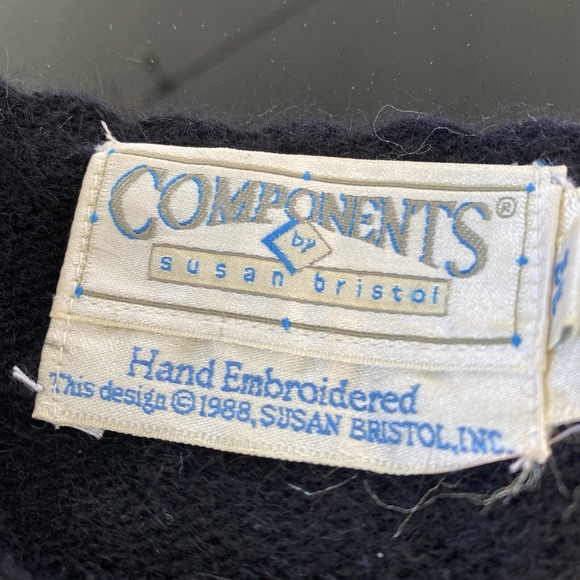 COMPONENTS®
by
susan bristol
Hand Embroidered
This design ©1988, SUSAN BRISTOL, INC.